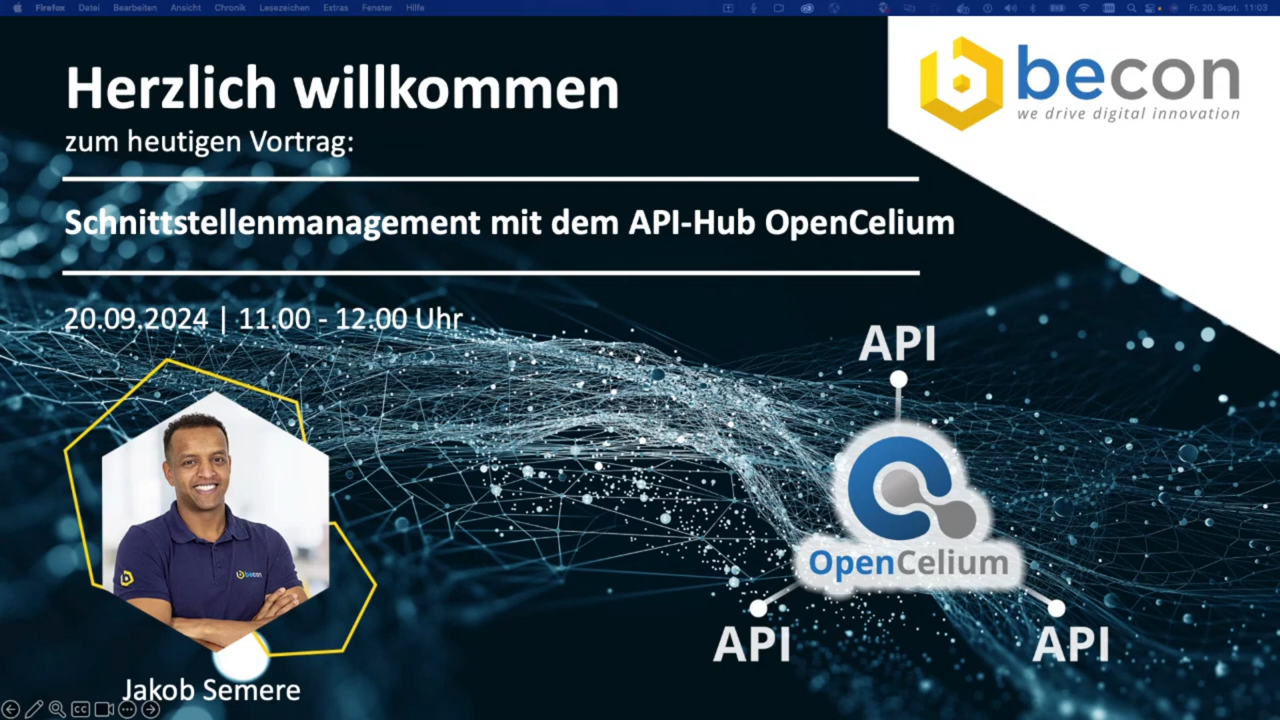 Firefox Datei Bearbeiten Ansicht Chronik Lesezeichen Extras Fenster Hilfe Fr. 20. Sept. 11:03
becon
we drive digital innovation
Herzlich willkommen
zum heutigen Vortrag:
Schnittstellenmanagement mit dem API-Hub OpenCelium
20.09.2024 | 11.00 - 12.00 Uhr
API
OpenCelium
API API
becon
Jakob Semere
CC